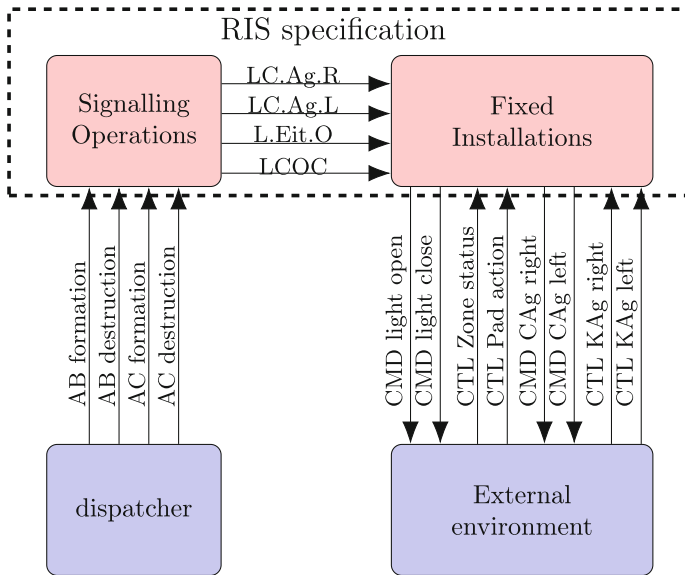 RIS specification
Signalling
Operations
LC.Ag.R
LC.Ag.L
L.Eit.O
LCOC
Fixed
Installations
AB formation
AB destruction
AC formation
AC destruction
CMD light open
CMD light close
CTL Zone status
CTL Pad action
CMD CAg right
CMD CAg left
CTL KAg right
CTL KAg left
dispatcher
External
environment